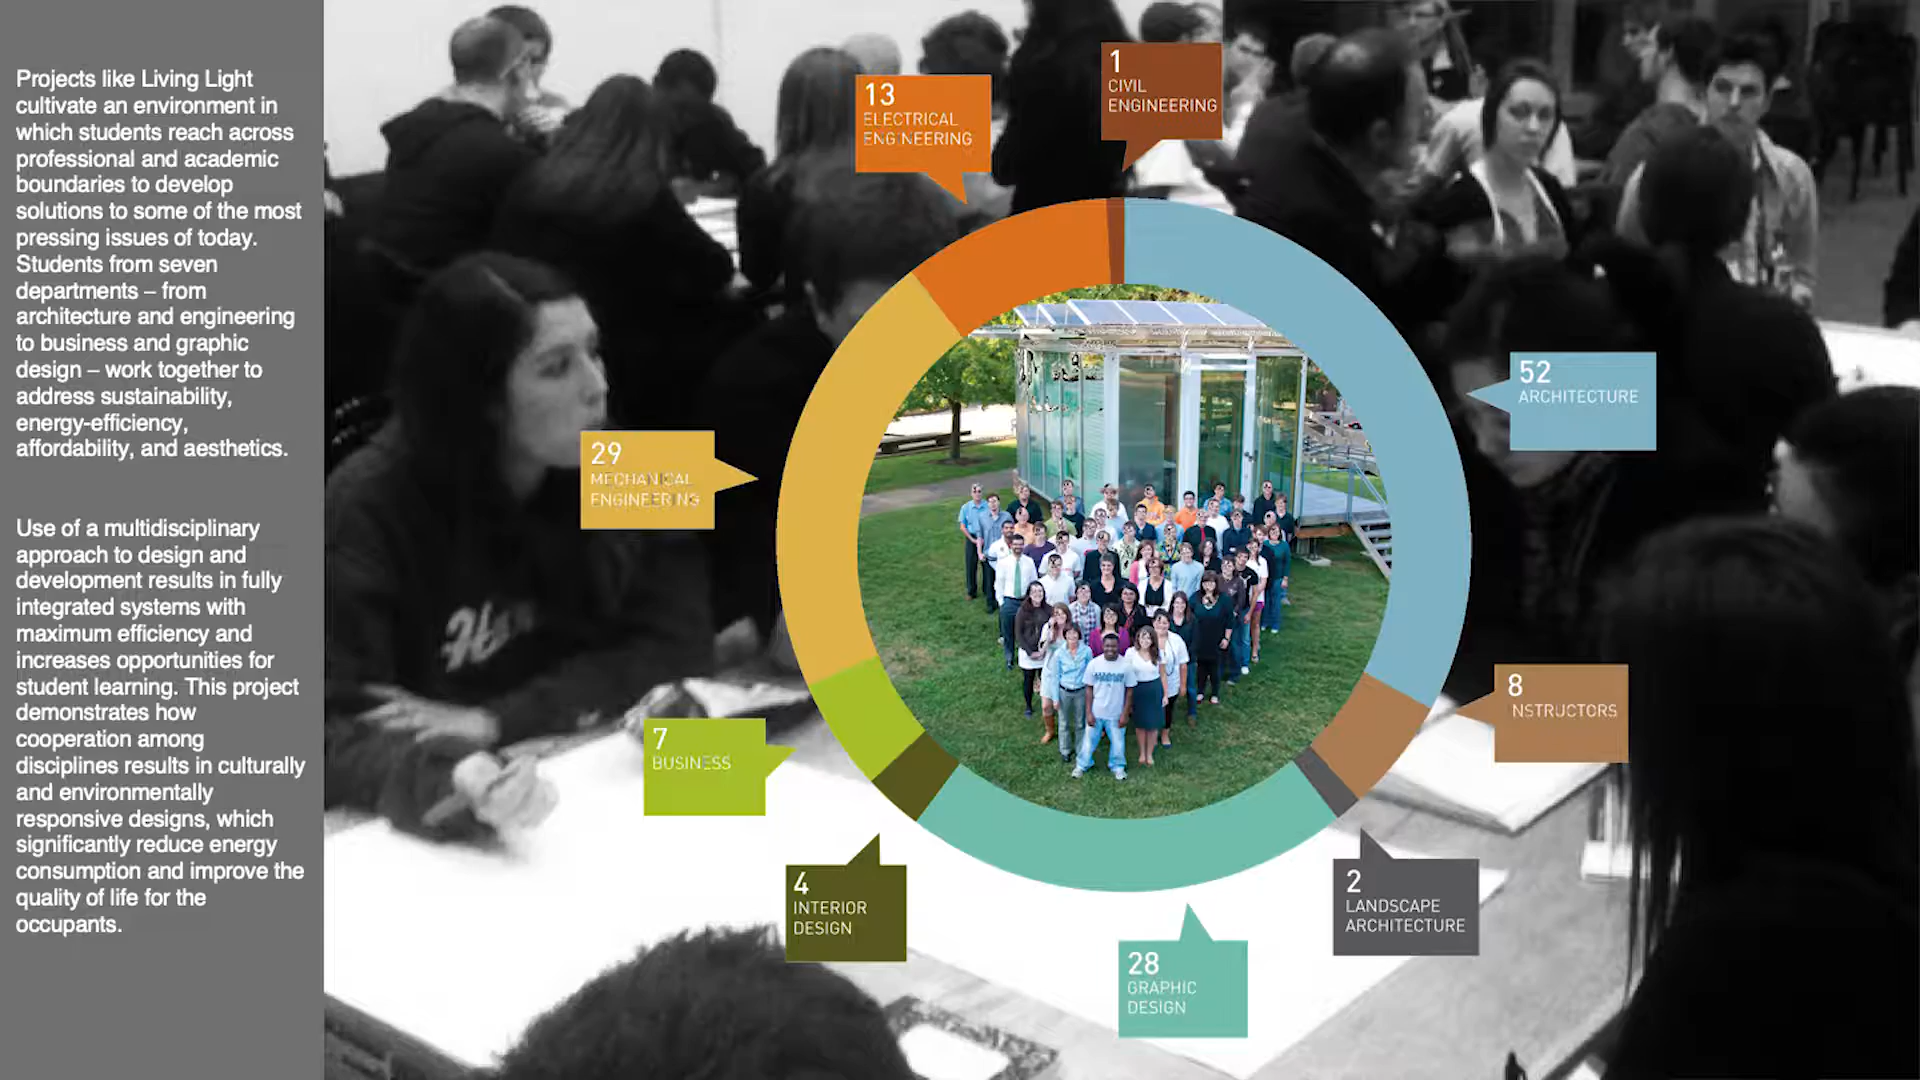 Projects like Living Light
cultivate an environment in
which students reach across
professional and academic
boundaries to develop
solutions to some of the most
pressing issues of today.
Students from seven
departments – from
architecture and engineering
to business and graphic
design – work together to
address sustainability,
energy-efficiency,
affordability, and aesthetics.
Use of a multidisciplinary
approach to design and
development results in fully
integrated systems with
maximum efficiency and
increases opportunities for
student learning. This project
demonstrates how
cooperation among
disciplines results in culturally
and environmentally
responsive designs, which
significantly reduce energy
consumption and improve the
quality of life for the
occupants.
1
CIVIL
ENGINEERING
13
ELECTRICAL
ENGINEERING
52
ARCHITECTURE
29
MECHANICAL
ENGINEERING
8
INSTRUCTORS
7
BUSINESS
4
INTERIOR
DESIGN
2
LANDSCAPE
ARCHITECTURE
28
GRAPHIC
DESIGN